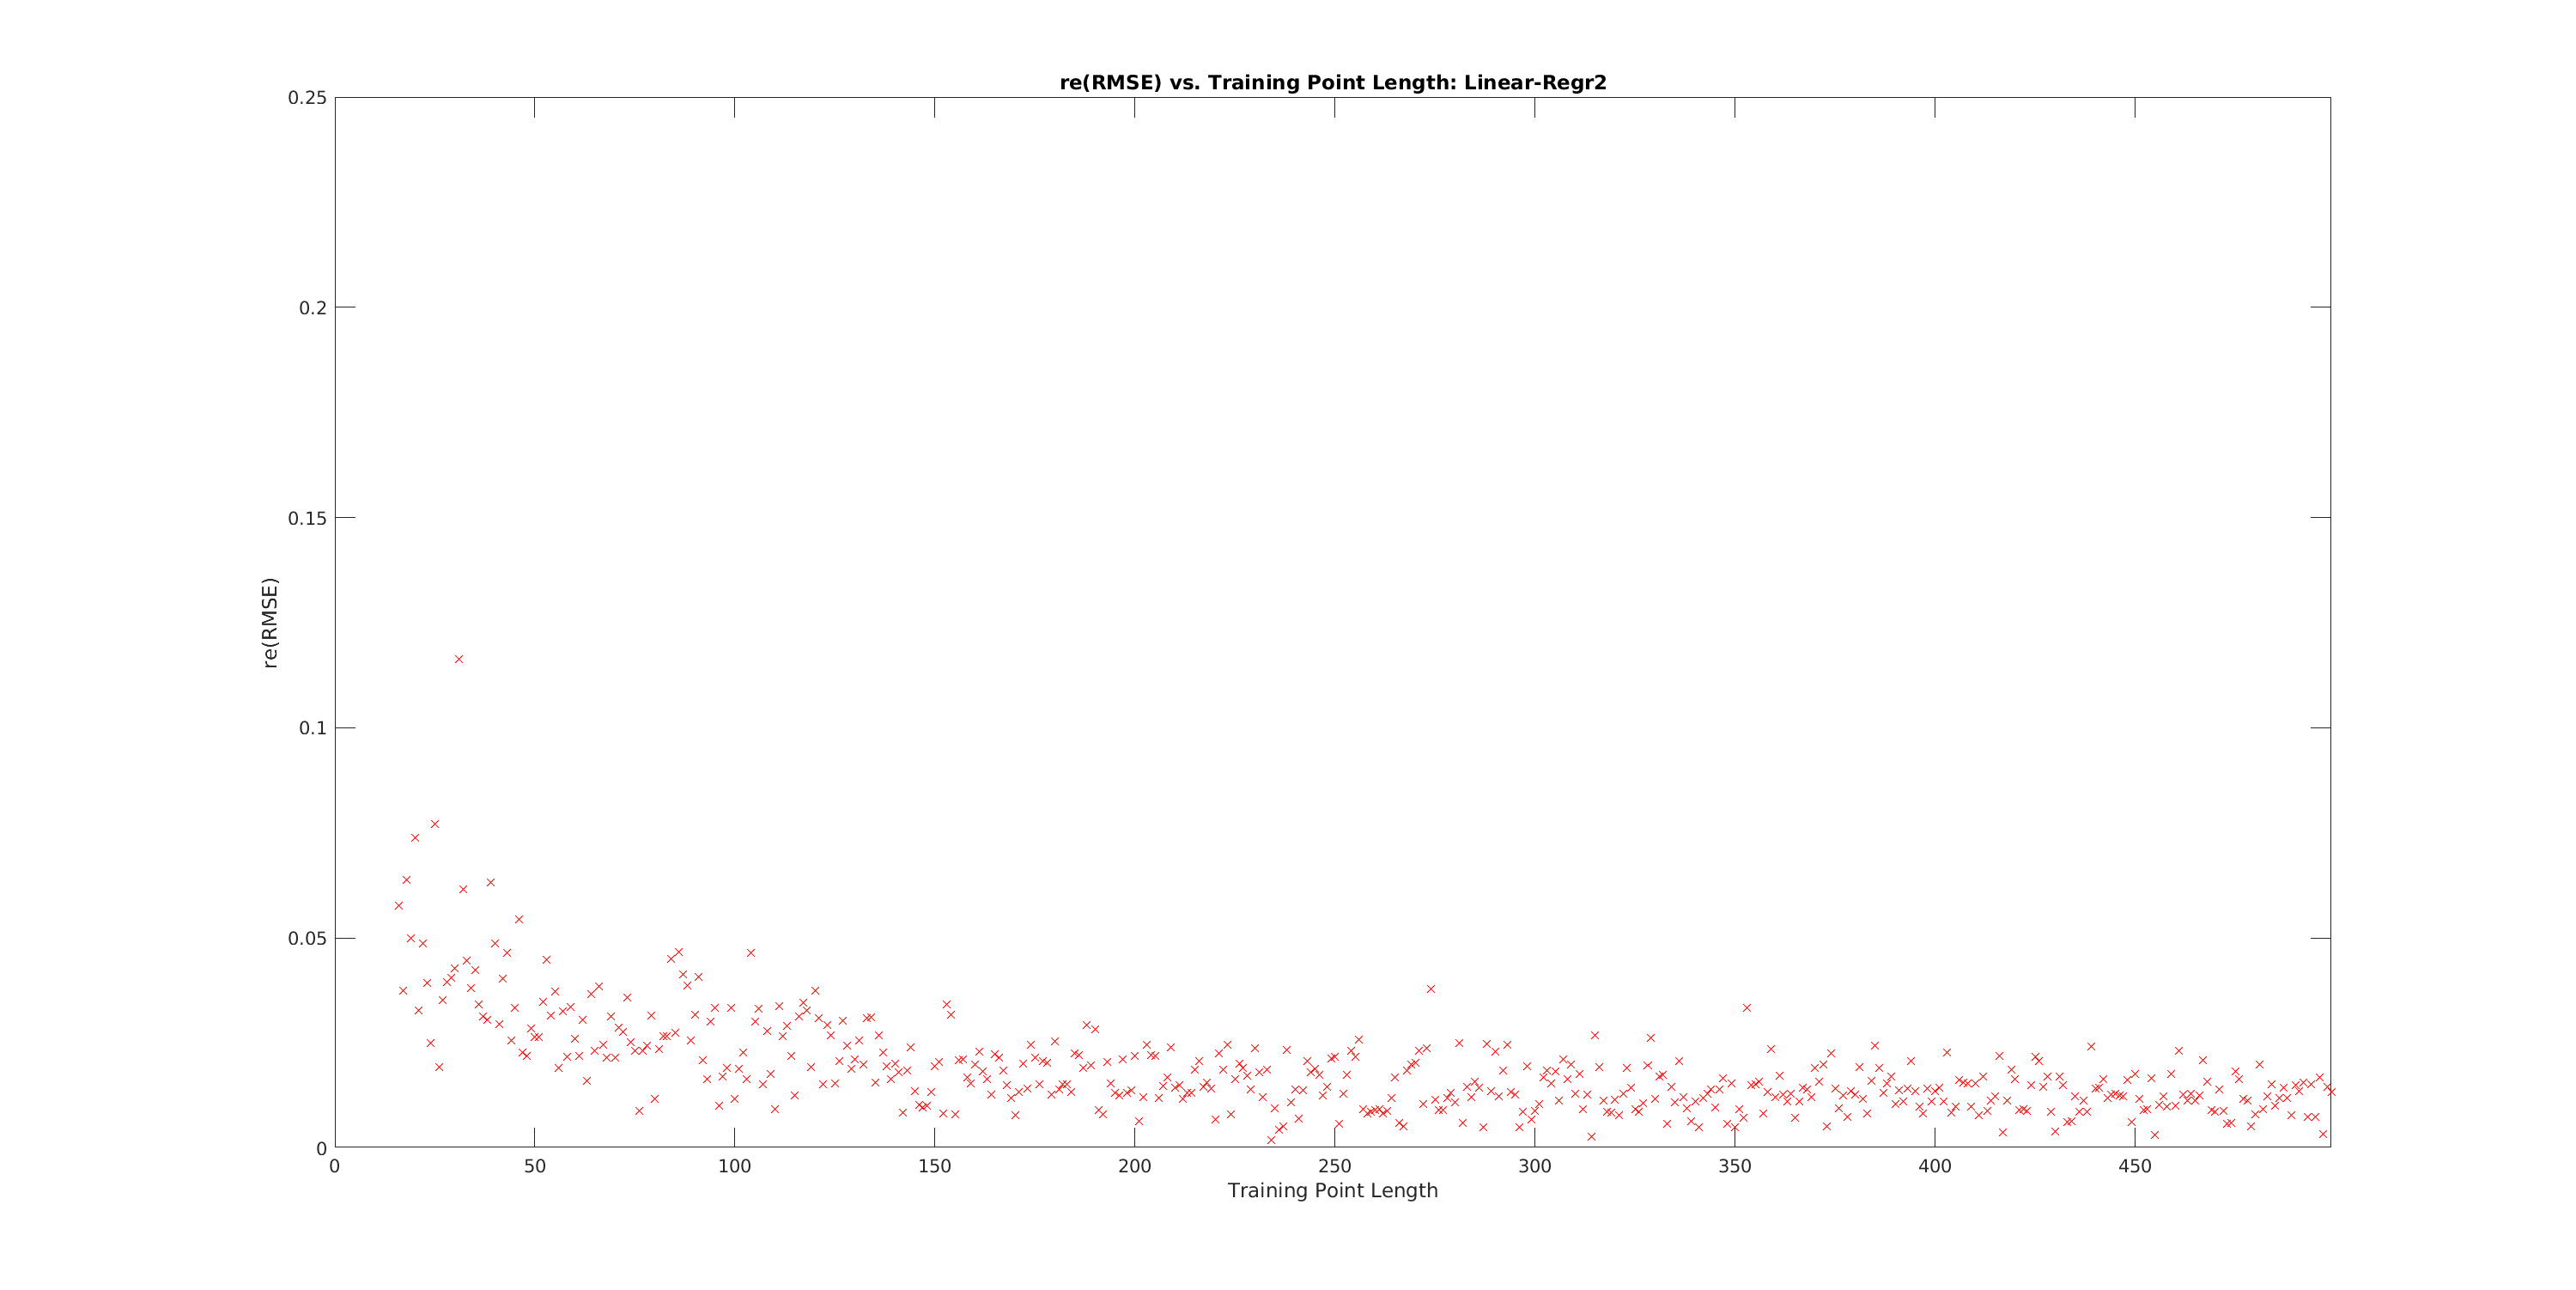 re(RMSE) vs. Training Point Length: Linear-Regr2
0.25
0.2
0.15
0.1
0.05
0
re(RMSE)
0 50 100 150 200 250 300 350 400 450
Training Point Length